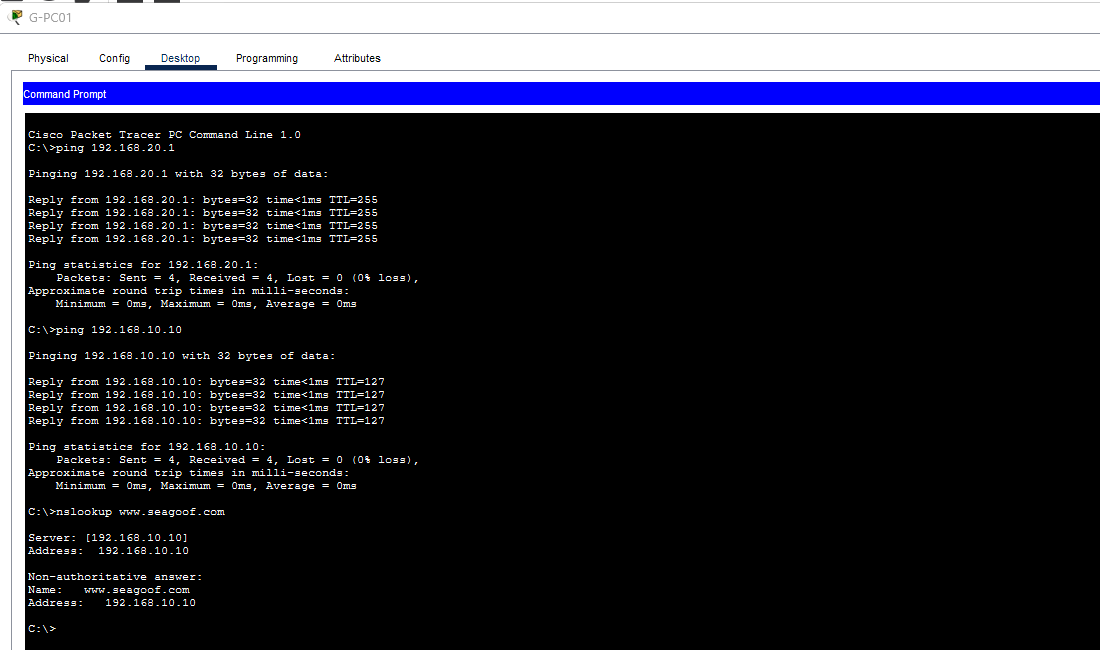 G-PC01
Physical Config Desktop Programming Attributes
Command Prompt
Cisco Packet Tracer PC Command Line 1.0
C:\>ping 192.168.20.1
Pinging 192.168.20.1 with 32 bytes of data:
Reply from 192.168.20.1: bytes=32 time<1ms TTL=255
Reply from 192.168.20.1: bytes=32 time<1ms TTL=255
Reply from 192.168.20.1: bytes=32 time<1ms TTL=255
Reply from 192.168.20.1: bytes=32 time<1ms TTL=255
Ping statistics for 192.168.20.1:
Packets: Sent = 4, Received = 4, Lost = 0 (0% loss),
Approximate round trip times in milli-seconds:
Minimum = 0ms, Maximum = 0ms, Average = 0ms
C:\>ping 192.168.10.10
Pinging 192.168.10.10 with 32 bytes of data:
Reply from 192.168.10.10: bytes=32 time<1ms TTL=127
Reply from 192.168.10.10: bytes=32 time<1ms TTL=127
Reply from 192.168.10.10: bytes=32 time<1ms TTL=127
Reply from 192.168.10.10: bytes=32 time<1ms TTL=127
Ping statistics for 192.168.10.10:
Packets: Sent = 4, Received = 4, Lost = 0 (0% loss),
Approximate round trip times in milli-seconds:
Minimum = 0ms, Maximum = 0ms, Average = 0ms
C:\>nslookup www.seagoof.com
Server: [192.168.10.10]
Address: 192.168.10.10
Non-authoritative answer:
Name: www.seagoof.com
Address: 192.168.10.10
C:\>